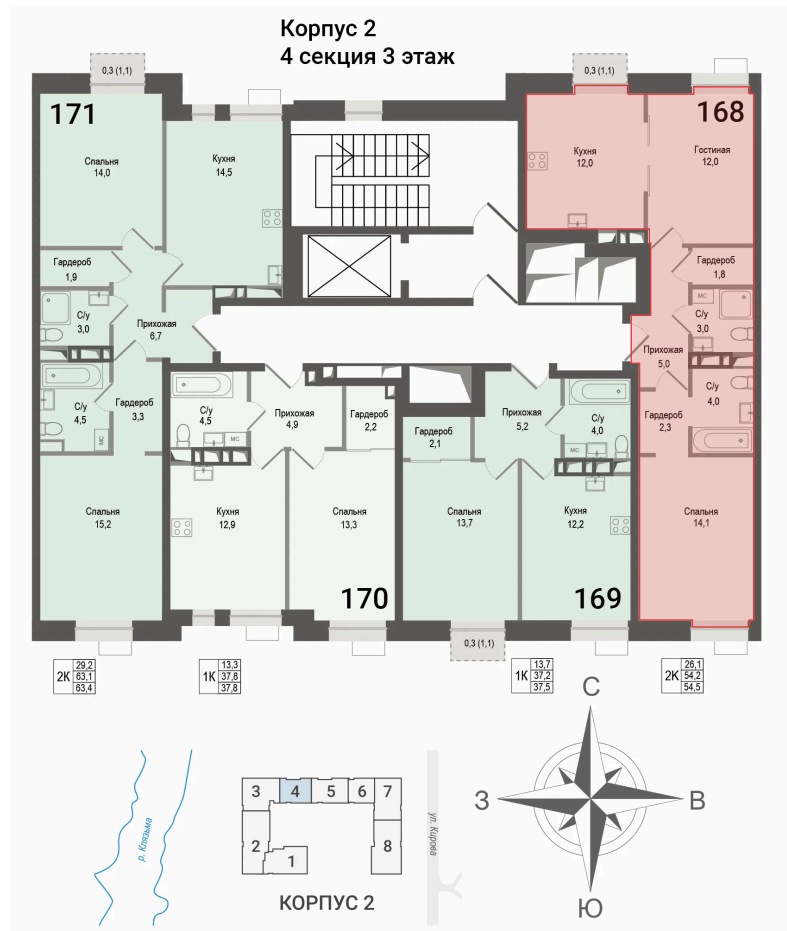 Корпус 2
4 секция 3 этаж
0,3 (1,1)
0,3 (1,1)
171
168
Спальня
14,0
Кухня
14,5
Кухня
12,0
Гостиная
12,0
Гардероб
1,9
Гардероб
1,8
С/у
3,0
Прихожая
6,7
МС
С/у
3,0
Прихожая
5,0
С/у
4,5
Гардероб
3,3
МС
С/у
4,5
МС
Прихожая
4,9
Гардероб
2,2
Гардероб
2,1
Прихожая
5,2
С/у
4,0
МС
Гардероб
2,3
С/у
4,0
Спальня
15,2
Кухня
12,9
Спальня
13,3
Спальня
13,7
Кухня
12,2
Спальня
14,1
170
169
0,3 (1,1)
2К
29,2
63,1
63,4
1К
13,3
37,8
37,8
1К
13,7
37,2
37,5
2К
26,1
54,2
54,5
С
З
В
Ю
р. Клязьма
3
4
5
6
7
2
1
8
ул. Кирова
КОРПУС 2